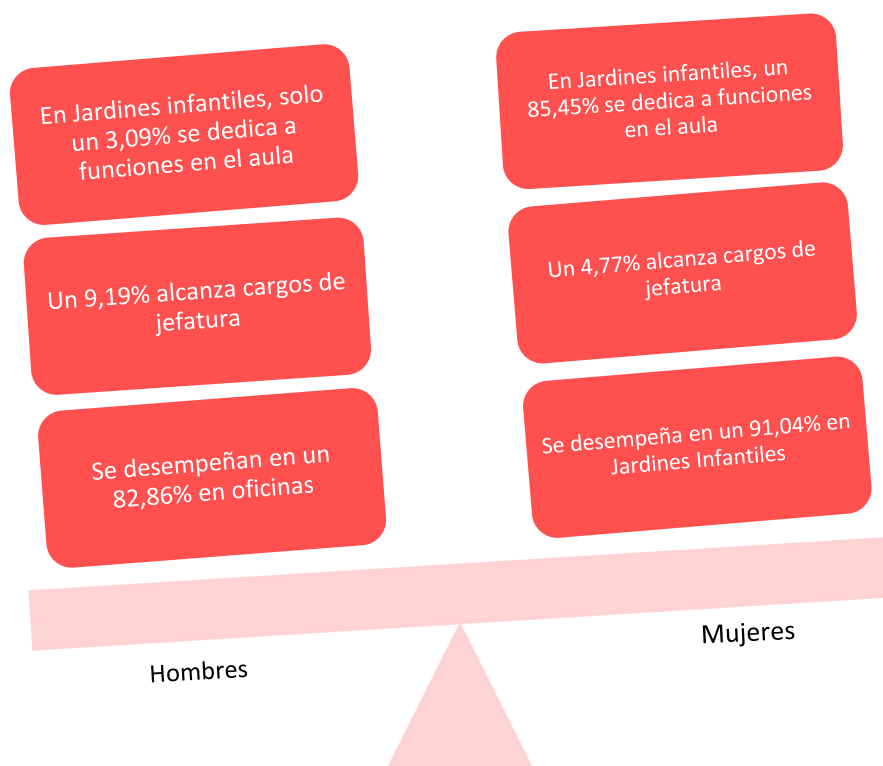 En Jardines infantiles, solo
un 3,09% se dedica a
funciones en el aula
Un 9,19% alcanza cargos de
jefatura
Se desempeñan en un
82,86% en oficinas
Hombres
En Jardines infantiles, un
85,45% se dedica a funciones
en el aula
Un 4,77% alcanza cargos de
jefatura
Se desempeña en un 91,04% en
Jardines Infantiles
Mujeres